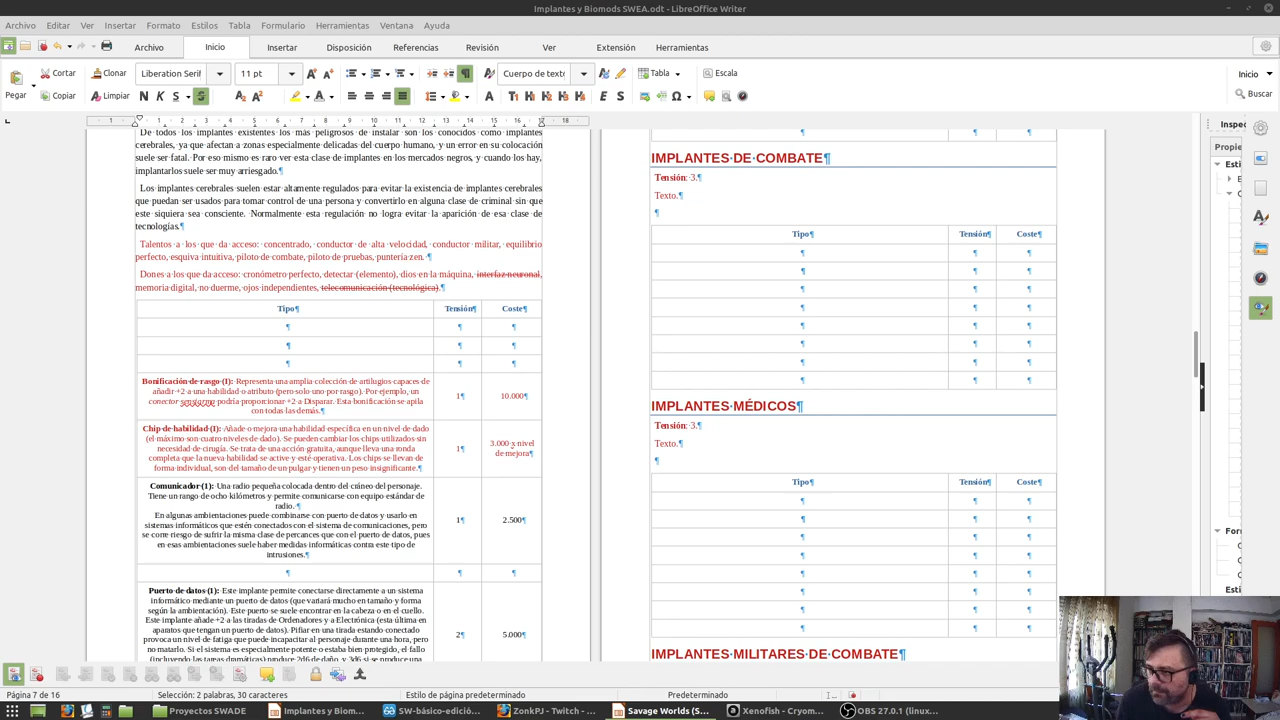 Implantes y Biomods SWEA.odt - LibreOffice Writer
Archivo Editar Ver Insertar Formato Estilos Tabla Formulario Herramientas Ventana Ayuda
Archivo Inicio Insertar Disposición Referencias Revisión Ver Extensión Herramientas
Pegar
Cortar
Copiar
Clonar
Limpiar
Liberation Serif
11 pt
Cuerpo de texto
Tabla
Escala
Inicio
Buscar
De todos los implantes existentes los más peligrosos de instalar son los conocidos como implantes
cerebrales, ya que afectan a zonas especialmente delicadas del cuerpo humano, y un error en su colocación
suele ser fatal. Por eso mismo es raro ver esta clase de implantes en los mercados negros, y cuando los hay,
implantarlos suele ser muy arriesgado.¶
Los implantes cerebrales suelen estar altamente regulados para evitar la existencia de implantes cerebrales
que puedan ser usados para tomar control de una persona y convertirlo en alguna clase de criminal sin que
este siquiera sea consciente. Normalmente esta regulación no logra evitar la aparición de esa clase de
tecnologías.¶
Talentos a los que da acceso: concentrado, conductor de alta velocidad, conductor militar, equilibrio
perfecto, esquiva intuitiva, piloto de combate, piloto de pruebas, puntería zen. ¶
Dones a los que da acceso: cronómetro perfecto, detectar (elemento), dios en la máquina, interfaz neuronal,
memoria digital, no duerme, ojos independientes, telecomunicación (tecnológica).¶
Tipo¶ Tensión¶ Coste¶
Bonificación de rasgo (1): Representa una amplia colección de artilugios capaces de
añadir +2 a una habilidad o atributo (pero solo uno por rasgo). Por ejemplo, un
conector sensiarma podría proporcionar +2 a Disparar. Esta bonificación se apila
con todas las demás.¶
1¶
10.000¶
Chip de habilidad (1): Añade o mejora una habilidad específica en un nivel de dado
(el máximo son cuatro niveles de dado). Se pueden cambiar los chips utilizados sin
necesidad de cirugía. Se trata de una acción gratuita, aunque lleva una ronda
completa que la nueva habilidad se active y esté operativa. Los chips se llevan de
forma individual, son del tamaño de un pulgar y tienen un peso insignificante.¶
1¶
3.000 x nivel
de mejora¶
Comunicador (1): Una radio pequeña colocada dentro del cráneo del personaje.
Tiene un rango de ocho kilómetros y permite comunicarse con equipo estándar de
radio.¶
En algunas ambientaciones puede combinarse con puerto de datos y usarlo en
sistemas informáticos que estén conectados con el sistema de comunicaciones, pero
se corre riesgo de sufrir la misma clase de percances que con el puerto de datos, pues
en esas ambientaciones suele haber medidas informáticas contra este tipo de
intrusiones.¶
1¶
2.500¶
Puerto de datos (1): Este implante permite conectarse directamente a un sistema
informático mediante un puerto de datos (que variará mucho en tamaño y forma
según la ambientación). Este puerto se suele encontrar en la cabeza o en el cuello.
Este implante añade +2 a las tiradas de Ordenadores y a Electrónica (esta última en
aparatos que tengan un puerto de datos). Pifiar en una tirada estando conectado
provoca un nivel de fatiga que puede incapacitar al personaje durante una hora, pero
no matarlo. Si el sistema es especialmente potente o estaba bien protegido, el fallo
(incluyendo las tareas dramáticas) produce 2d6 de daño, y 3d6 si se produce una
2¶
5.000¶
IMPLANTES DE COMBATE¶
Tensión: 3.¶
Texto.¶
Tipo¶ Tensión¶ Coste¶
IMPLANTES MÉDICOS¶
Tensión: 3.¶
Texto.¶
Tipo¶ Tensión¶ Coste¶
IMPLANTES MILITARES DE COMBATE¶
Inspec
Propie
Esti
For
Esti
Página 7 de 16
Selección: 2 palabras, 30 caracteres
Estilo de página predeterminado
Predeterminado
Proyectos SWADE
Implantes y Biom...
SW-básico-edició...
ZonkPJ - Twitch - ...
Savage Worlds (S...
Xenofish - Cryom...
OBS 27.0.1 (linux...